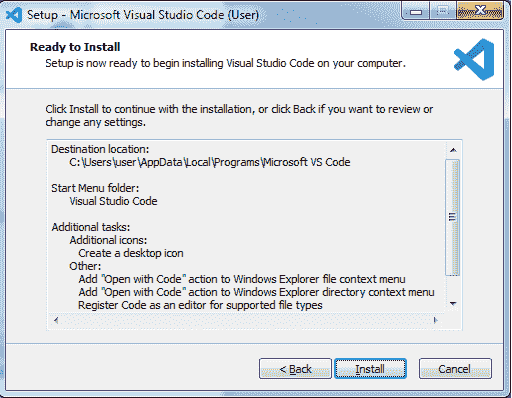 Setup - Microsoft Visual Studio Code (User)
Ready to Install
Setup is now ready to begin installing Visual Studio Code on your computer.
Click Install to continue with the installation, or click Back if you want to review or
change any settings.
Destination location:
C:\Users\user\AppData\Local\Programs\Microsoft VS Code
Start Menu folder:
Visual Studio Code
Additional tasks:
Additional icons:
Create a desktop icon
Other:
Add "Open with Code" action to Windows Explorer file context menu
Add "Open with Code" action to Windows Explorer directory context menu
Register Code as an editor for supported file types
< Back
Install
Cancel